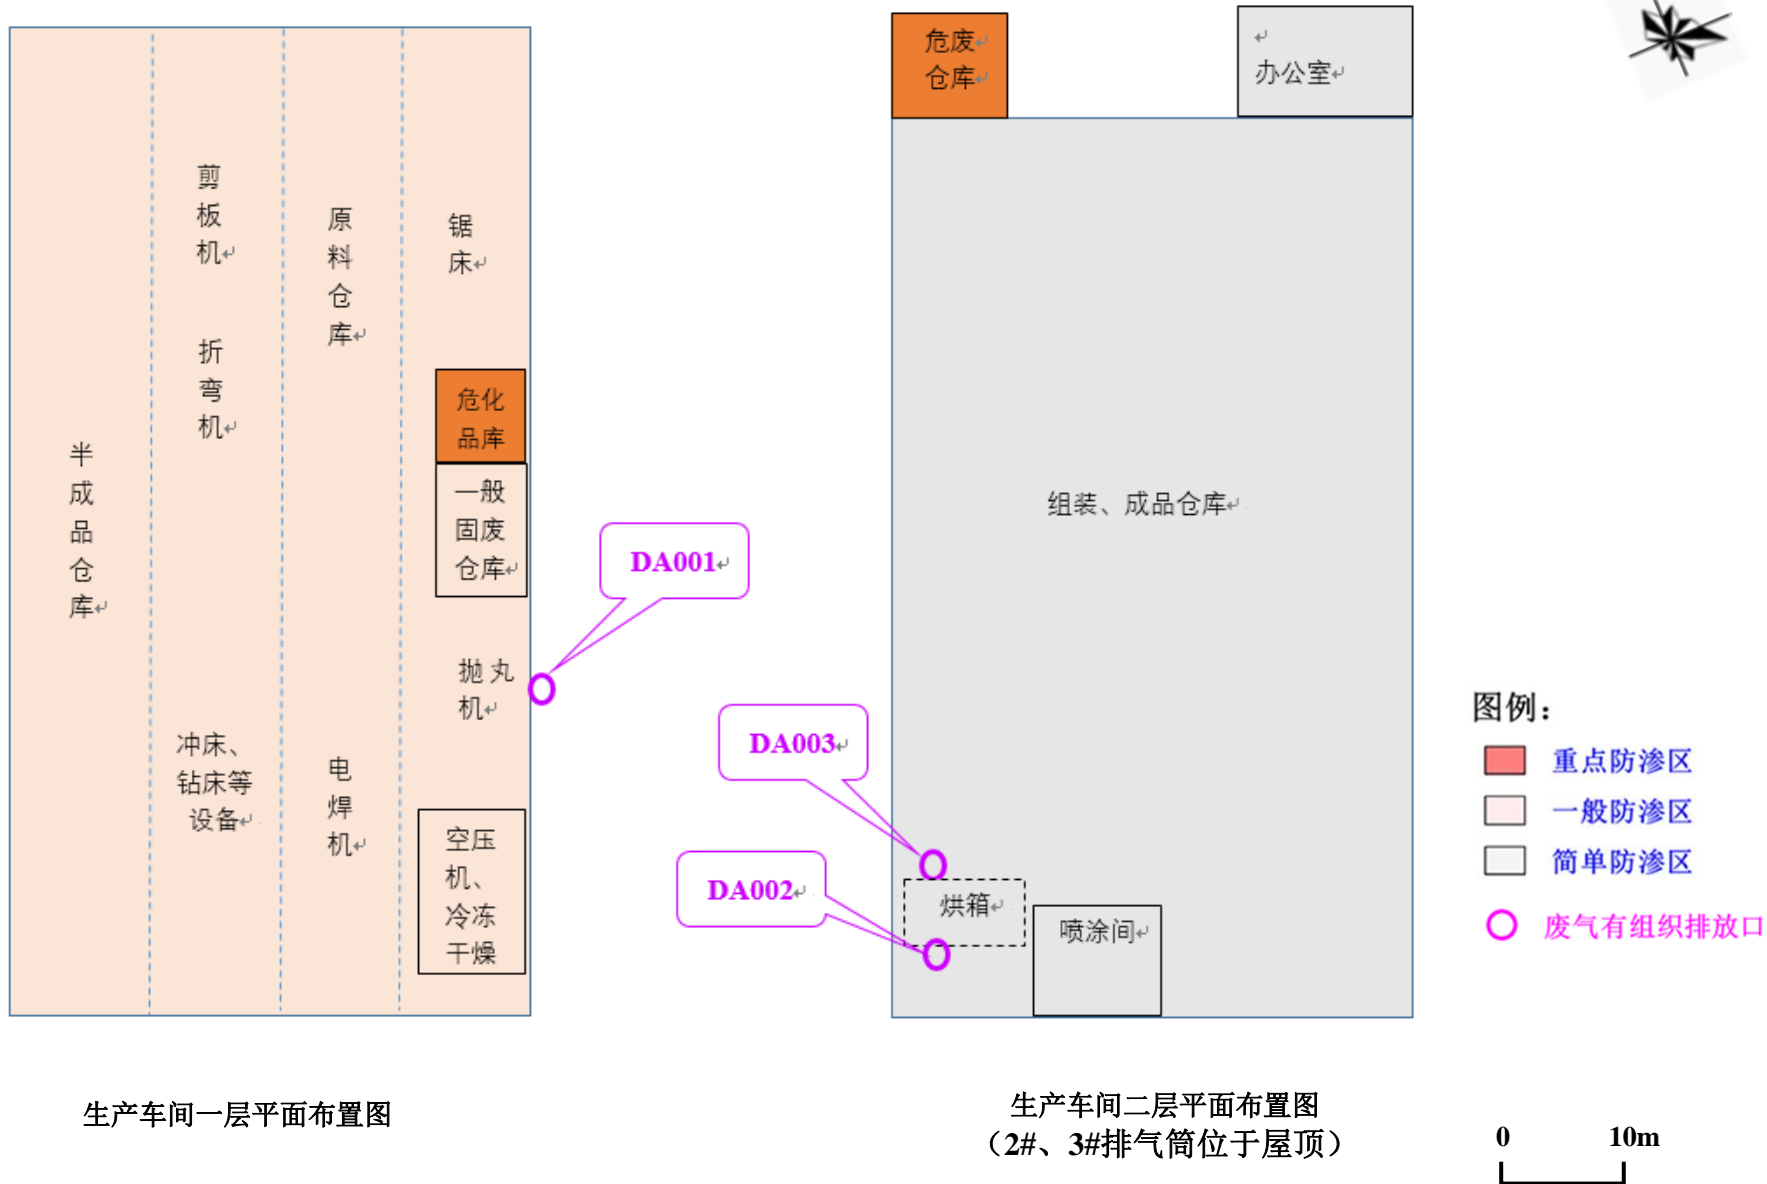 半成品仓库
剪板机
折弯机
冲床、
钻床等
设备
原料仓库
电焊机
锯床
危化
品库
一般
固废
仓库
抛丸
机
空压
机、
冷冻
干燥
DA001
生产车间一层平面布置图
危废
仓库
办公室
组装、成品仓库
DA003
DA002
烘箱
喷涂间
生产车间二层平面布置图
（2#、3#排气筒位于屋顶）
图例：
重点防渗区
一般防渗区
简单防渗区
废气有组织排放口
0 10m